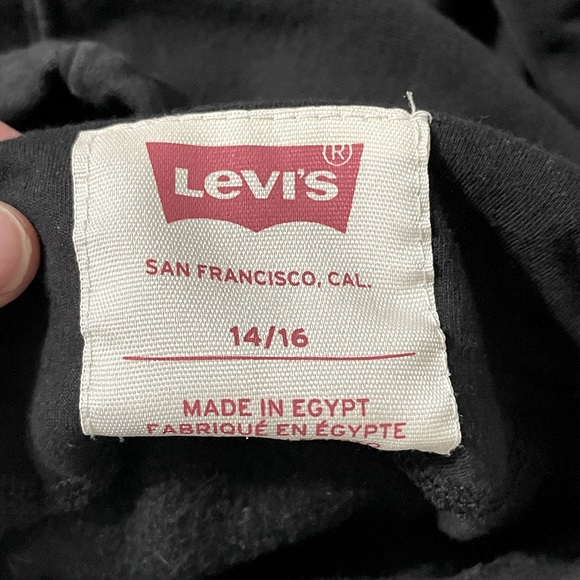 LEVI'S ®
SAN FRANCISCO, CAL.
14/16
MADE IN EGYPT
FABRIQUÉ EN ÉGYPTE